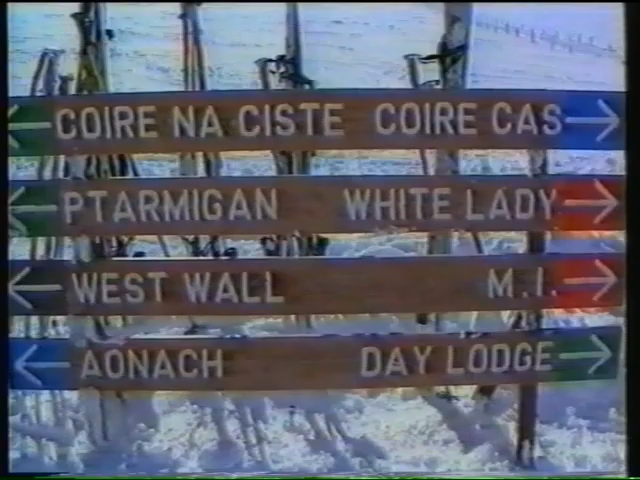 COIRE NA CISTE COIRE CAS
PTARMIGAN WHITE LADY
WEST WALL M.I.
AONACH DAY LODGE